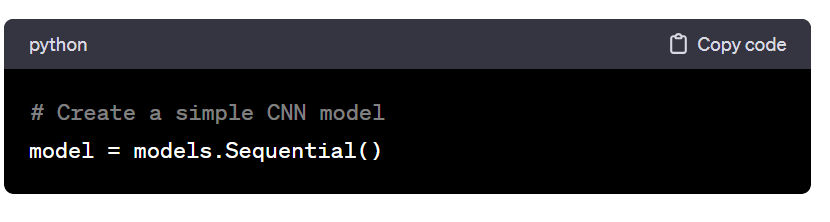 python
Copy code
# Create a simple CNN model
model = models.Sequential()